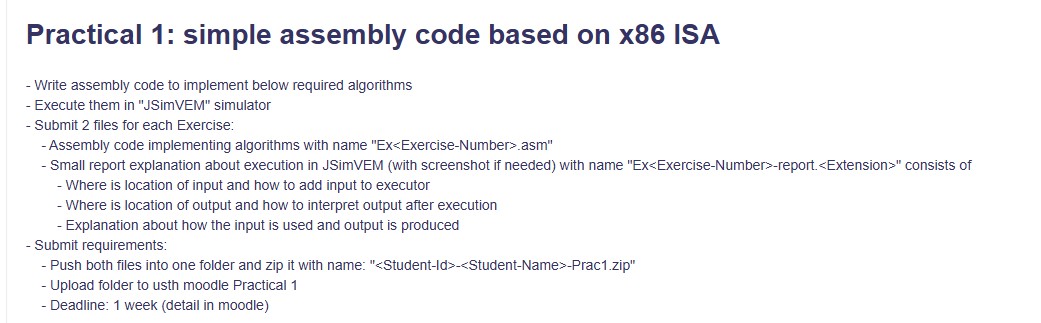 Practical 1: simple assembly code based on x86 ISA
- Write assembly code to implement below required algorithms
- Execute them in "JSimVEM" simulator
- Submit 2 files for each Exercise:
- Assembly code implementing algorithms with name "Ex<Exercise-Number>.asm"
- Small report explanation about execution in JSimVEM (with screenshot if needed) with name "Ex<Exercise-Number>-report.<Extension>" consists of
- Where is location of input and how to add input to executor
- Where is location of output and how to interpret output after execution
- Explanation about how the input is used and output is produced
- Submit requirements:
- Push both files into one folder and zip it with name: "<Student-Id>-<Student-Name>-Prac1.zip"
- Upload folder to usth moodle Practical 1
- Deadline: 1 week (detail in moodle)